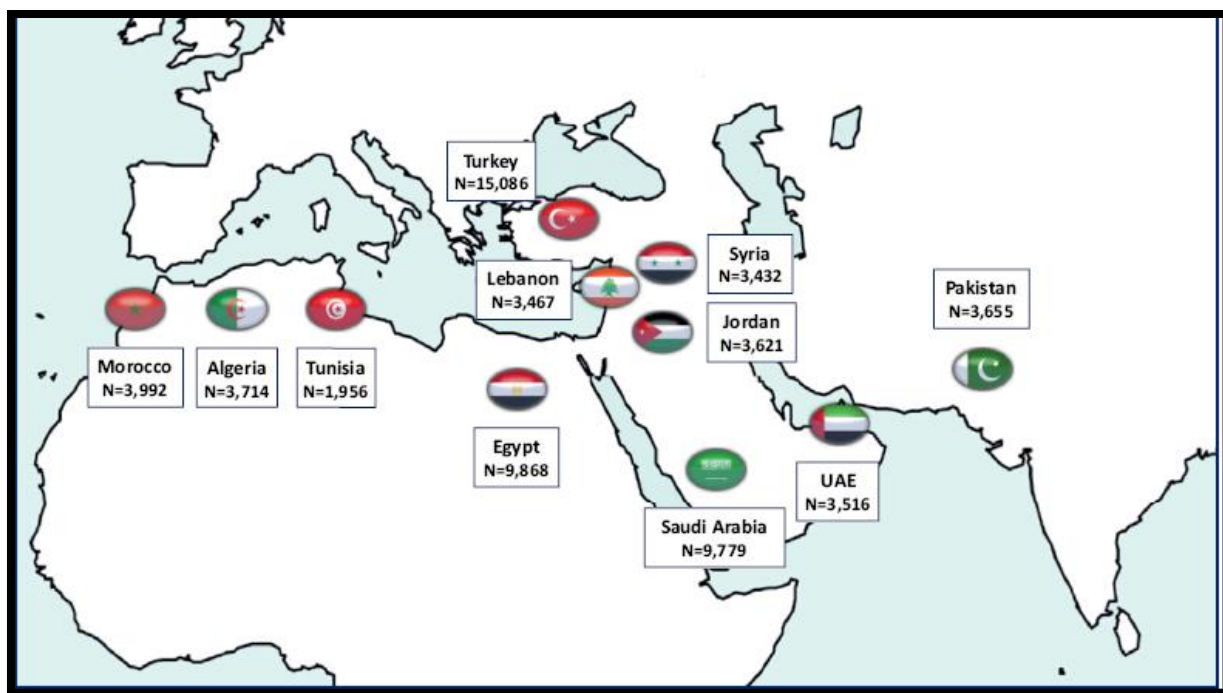 Turkey
N=15,086
Lebanon
N=3,467
Syria
N=3,432
Pakistan
N=3,655
Jordan
N=3,621
Morocco
N=3,992
Algeria
N=3,714
Tunisia
N=1,956
Egypt
N=9,868
UAE
N=3,516
Saudi Arabia
N=9,779